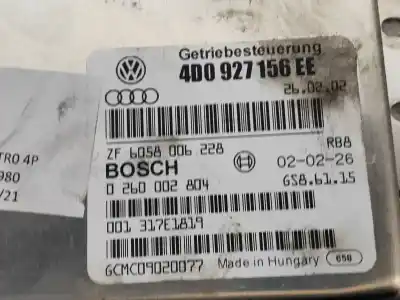 Getriebesteuerung
4D0 927 156 EE
26.02.02
ZF 6058 006 228
RB8
BOSCH
02-02-26
0 260 002 804
GS8.61.15
001 317E1819
GCMC09020077
Made in Hungary
658
TRO 4P
980
/21